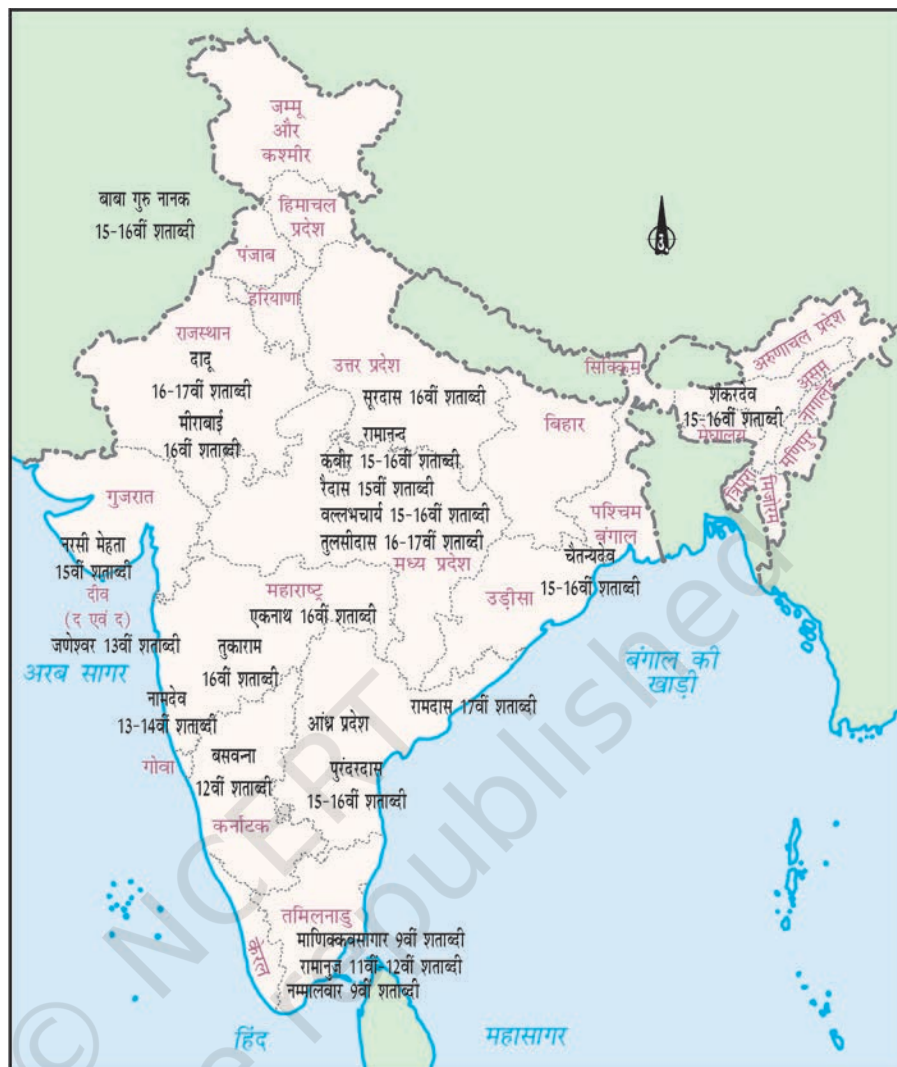 जम्मू
और
कश्मीर
बाबा गुरु नानक
15-16वीं शताब्दी
हिमाचल
प्रदेश
पंजाब
हरियाणा
उ.
राजस्थान
दादू
16-17वीं शताब्दी
मीराबाई
16वीं शताब्दी
उत्तर प्रदेश
सूरदास 16वीं शताब्दी
रामानन्द
कबीर 15-16वीं शताब्दी
रैदास 15वीं शताब्दी
वल्लभचार्य 15-16वीं शताब्दी
तुलसीदास 16-17वीं शताब्दी
सिक्किम
बिहार
अरुणाचल प्रदेश
असम
नागालैंड
शंकरदेव
15-16वीं शताब्दी
मेघालय
मणिपुर
त्रिपुरा
मिजोरम
पश्चिम
बंगाल
गुजरात
नरसी मेहता
15वीं शताब्दी
दीव
(द एवं द)
मध्य प्रदेश
चैतन्यदेव
15-16वीं शताब्दी
उड़ीसा
महाराष्ट्र
एकनाथ 16वीं शताब्दी
जणेश्वर 13वीं शताब्दी
तुकाराम
16वीं शताब्दी
अरब सागर
बंगाल की
खाड़ी
नामदेव
13-14वीं शताब्दी
रामदास 17वीं शताब्दी
आंध्र प्रदेश
गोवा
बसवन्ना
12वीं शताब्दी
पुरंदरदास
15-16वीं शताब्दी
कर्नाटक
तमिलनाडु
केरल
माणिक्कवसागार 9वीं शताब्दी
रामानुज 11वीं-12वीं शताब्दी
नम्मालवार 9वीं शताब्दी
हिंद
महासागर
© NCERT
be republished